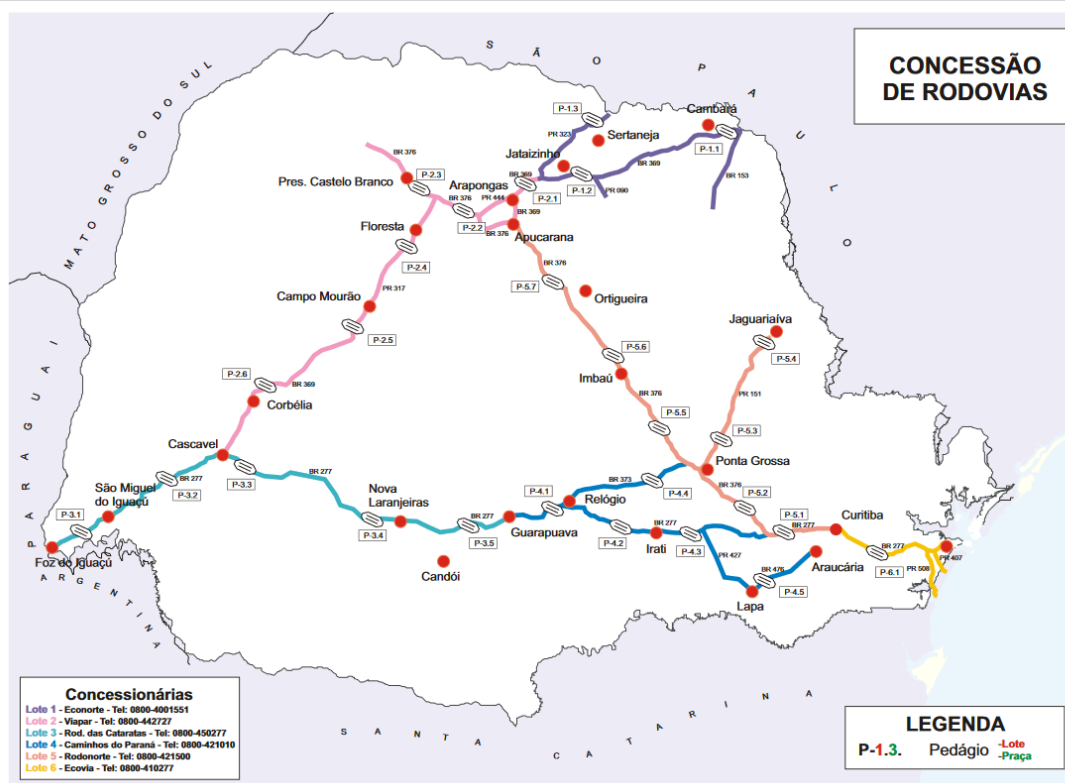 CONCESSÃO
DE RODOVIAS
SÃO PAULO
MATO GROSSO DO SUL
PARAGUAI
ARGENTINA
SANTA CATARINA
P-1.3
Cambará
PR 323
Sertaneja
P-1.1
Jataizinho
BR 369
BR 376
BR 153
P-2.3
BR 369
P-1.2
Pres. Castelo Branco
Arapongas
P-2.1
PR 090
BR 376
PR 444
BR 369
P-2.2
BR 376
Apucarana
Floresta
P-2.4
BR 376
P-5.7
PR 317
Ortigueira
Campo Mourão
P-2.5
Jaguariaíva
P-5.6
P-5.4
P-2.6
BR 369
Imbaú
BR 376
PR 151
Corbélia
P-5.5
P-5.3
Cascavel
Ponta Grossa
BR 277
P-3.2
P-3.3
BR 277
BR 373
P-4.4
BR 376
P-5.2
São Miguel
do Iguaçú
Nova
Laranjeiras
P-4.1
Relógio
P-3.1
P-5.1
Curitiba
BR 277
P-3.4
BR 277
P-3.5
Guarapuava
P-4.2
BR 277
Irati
P-4.3
BR 277
PR 407
Foz do Iguaçú
Candói
PR 427
BR 476
Araucária
P-6.1
PR 508
P-4.5
Lapa
Concessionárias
Lote 1 - Econorte - Tel: 0800-4001551
Lote 2 - Viapar - Tel: 0800-442727
Lote 3 - Rod. das Cataratas - Tel: 0800-450277
Lote 4 - Caminhos do Paraná - Tel: 0800-421010
Lote 5 - Rodonorte - Tel: 0800-421500
Lote 6 - Ecovia - Tel: 0800-410277
LEGENDA
P-1.3. Pedágio -Lote
-Praça